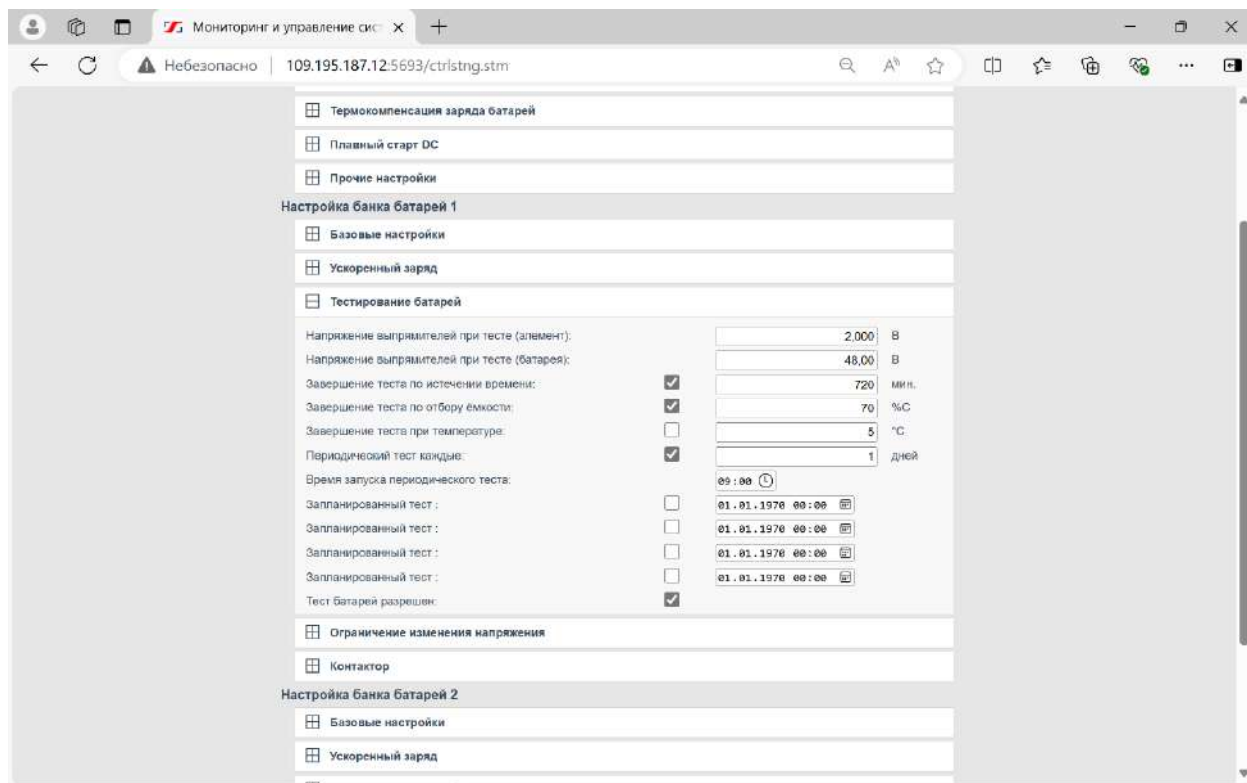 Мониторинг и управление сис
Небезопасно 109.195.187.12:5693/ctrlstng.stm
Термокомпенсация заряда батарей
Плавный старт DC
Прочие настройки
Настройка банка батарей 1
Базовые настройки
Ускоренный заряд
Тестирование батарей
Напряжение выпрямителей при тесте (элемент): 2,000 В
Напряжение выпрямителей при тесте (батарея): 48,00 В
Завершение теста по истечении времени: 720 мин.
Завершение теста по отбору ёмкости: 70 %C
Завершение теста при температуре: 5 °C
Периодический тест каждые: 1 дней
Время запуска периодического теста: 09:00
Запланированный тест : 01.01.1970 00:00
Запланированный тест : 01.01.1970 00:00
Запланированный тест : 01.01.1970 00:00
Запланированный тест : 01.01.1970 00:00
Тест батарей разрешен:
Ограничение изменения напряжения
Контактор
Настройка банка батарей 2
Базовые настройки
Ускоренный заряд